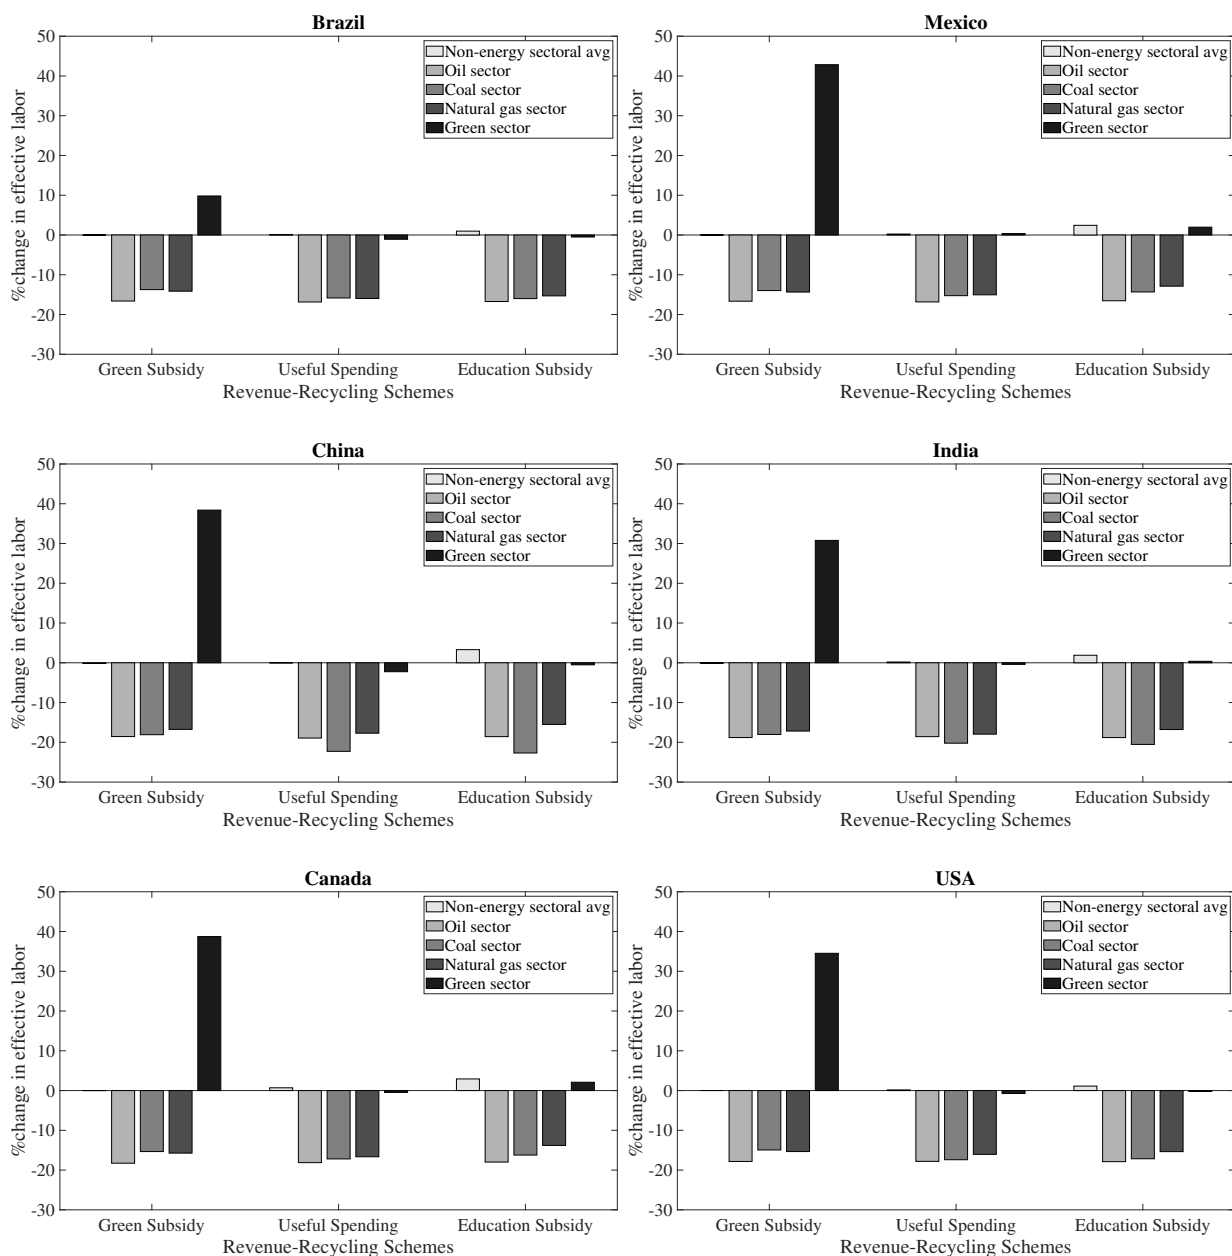 Brazil
50
40
30
20
10
0
-10
-20
-30
%change in effective labor
Non-energy sectoral avg
Oil sector
Coal sector
Natural gas sector
Green sector
Green Subsidy
Useful Spending
Education Subsidy
Revenue-Recycling Schemes
Mexico
50
40
30
20
10
0
-10
-20
-30
%change in effective labor
Non-energy sectoral avg
Oil sector
Coal sector
Natural gas sector
Green sector
Green Subsidy
Useful Spending
Education Subsidy
Revenue-Recycling Schemes
China
50
40
30
20
10
0
-10
-20
-30
%change in effective labor
Non-energy sectoral avg
Oil sector
Coal sector
Natural gas sector
Green sector
Green Subsidy
Useful Spending
Education Subsidy
Revenue-Recycling Schemes
India
50
40
30
20
10
0
-10
-20
-30
%change in effective labor
Non-energy sectoral avg
Oil sector
Coal sector
Natural gas sector
Green sector
Green Subsidy
Useful Spending
Education Subsidy
Revenue-Recycling Schemes
Canada
50
40
30
20
10
0
-10
-20
-30
%change in effective labor
Non-energy sectoral avg
Oil sector
Coal sector
Natural gas sector
Green sector
Green Subsidy
Useful Spending
Education Subsidy
Revenue-Recycling Schemes
USA
50
40
30
20
10
0
-10
-20
-30
%change in effective labor
Non-energy sectoral avg
Oil sector
Coal sector
Natural gas sector
Green sector
Green Subsidy
Useful Spending
Education Subsidy
Revenue-Recycling Schemes